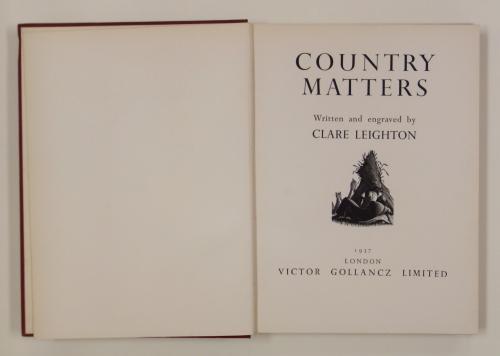 COUNTRY
MATTERS
Written and engraved by
CLARE LEIGHTON
1937
LONDON
VICTOR GOLLANCZ LIMITED